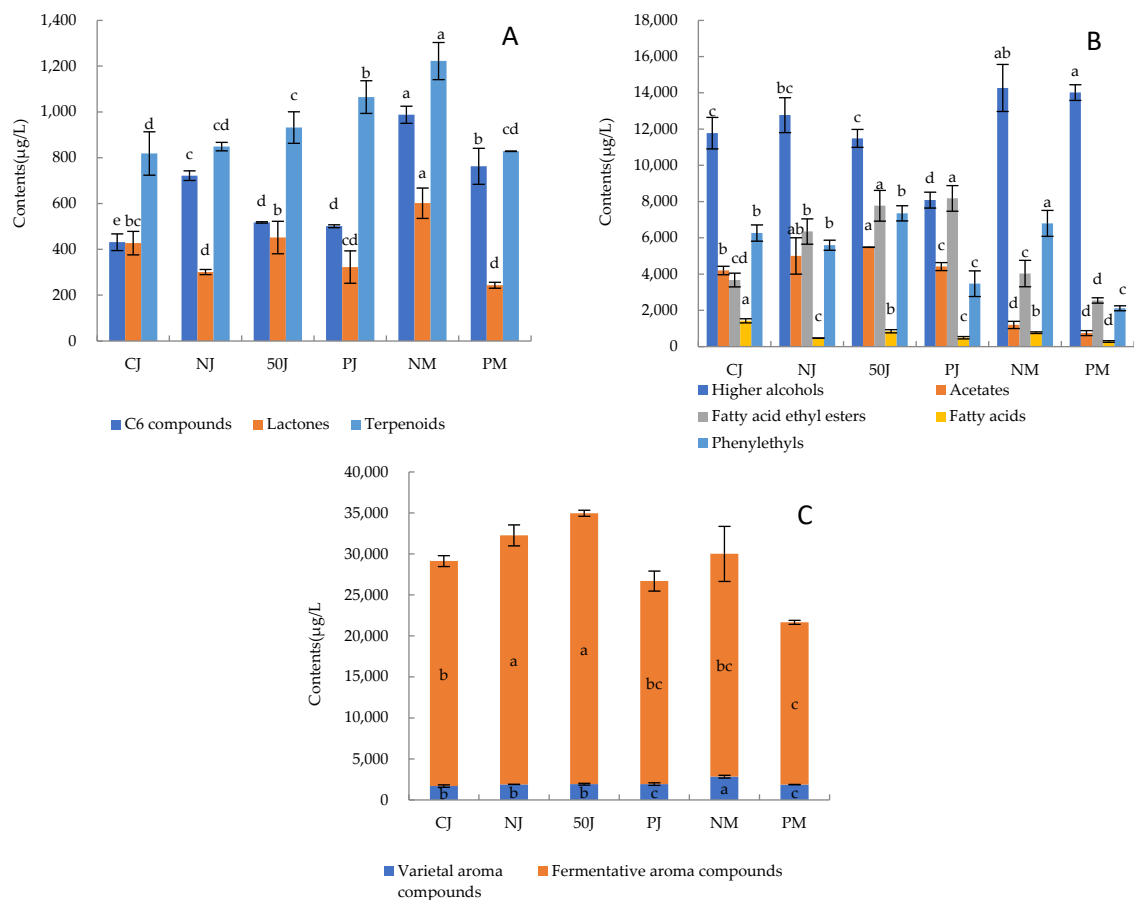 A
Contents(µg/L)
1,400
1,200
1,000
800
600
400
200
0
e bc d
c d cd
d b c
d cd b
a a a
b d cd
CJ NJ 50J PJ NM PM
C6 compounds Lactones Terpenoids
B
Contents(µg/L)
18,000
16,000
14,000
12,000
10,000
8,000
6,000
4,000
2,000
0
c b cd a b
bc ab b c b
c a a b b
d c a c c
ab d c b a
a d d d c
CJ NJ 50J PJ NM PM
Higher alcohols Acetates
Fatty acid ethyl esters Fatty acids
Phenylethyls
C
Contents(µg/L)
40,000
35,000
30,000
25,000
20,000
15,000
10,000
5,000
0
b a a bc bc c
b b b c a c
CJ NJ 50J PJ NM PM
Varietal aroma
compounds
Fermentative aroma compounds